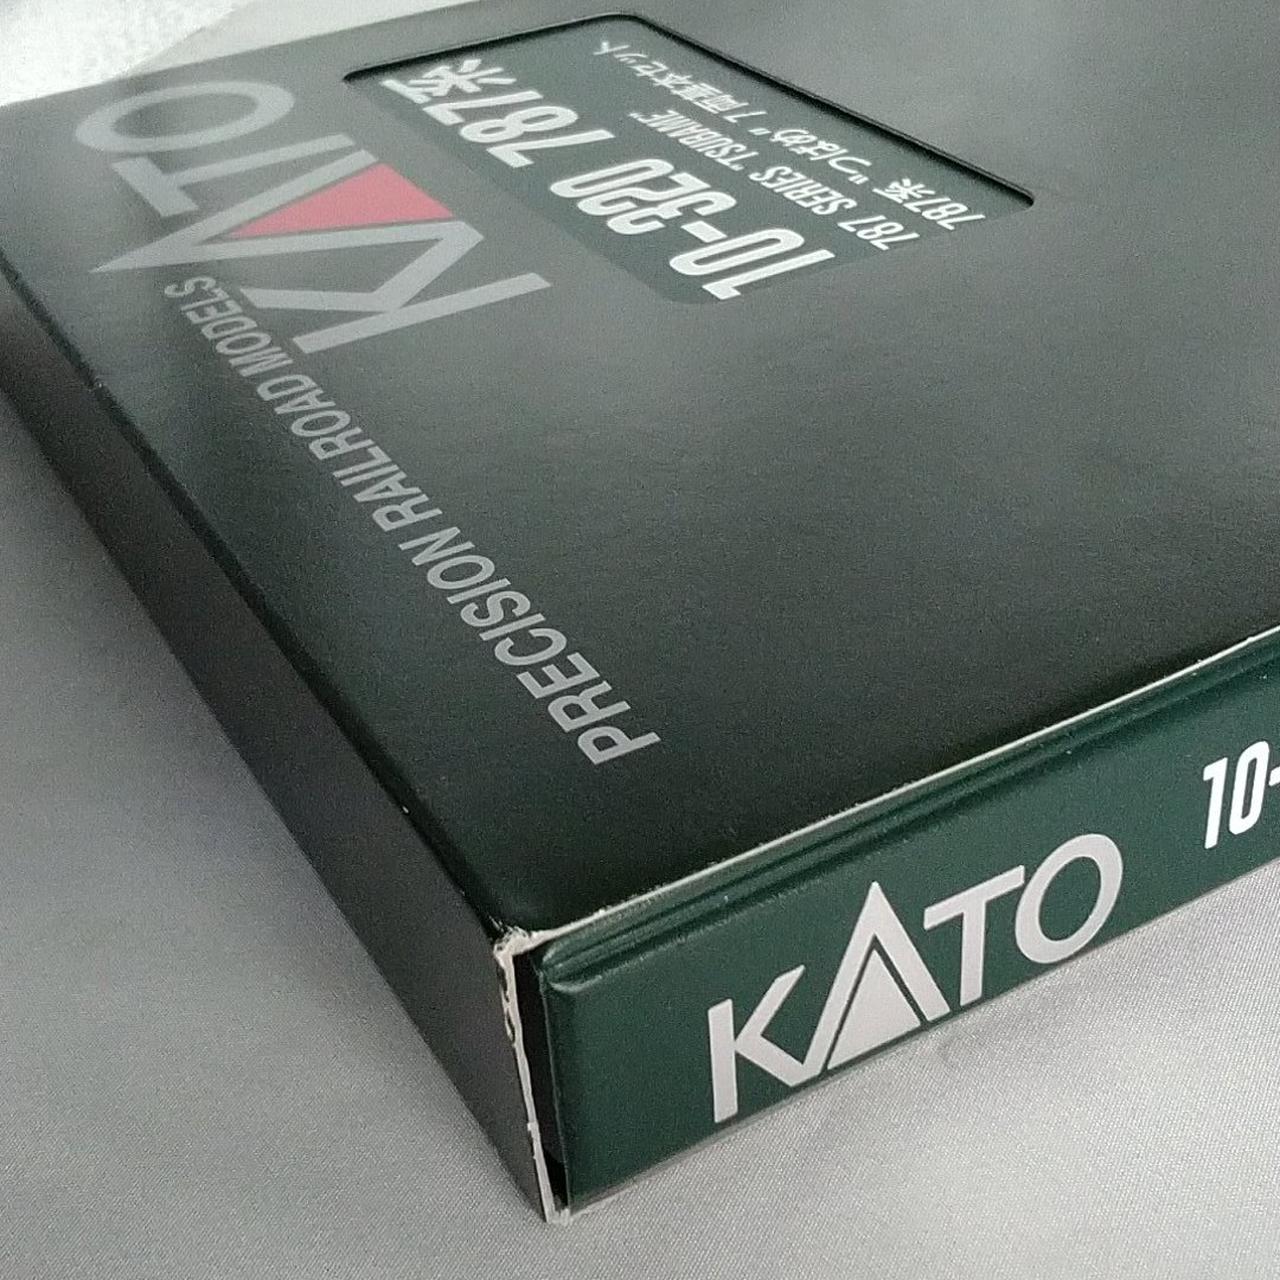 KATO
PRECISION RAILROAD MODELS
10-320 787系
787 SERIES "TSUBAME"
787系 "つばめ" 7両基本セット
KATO
10-